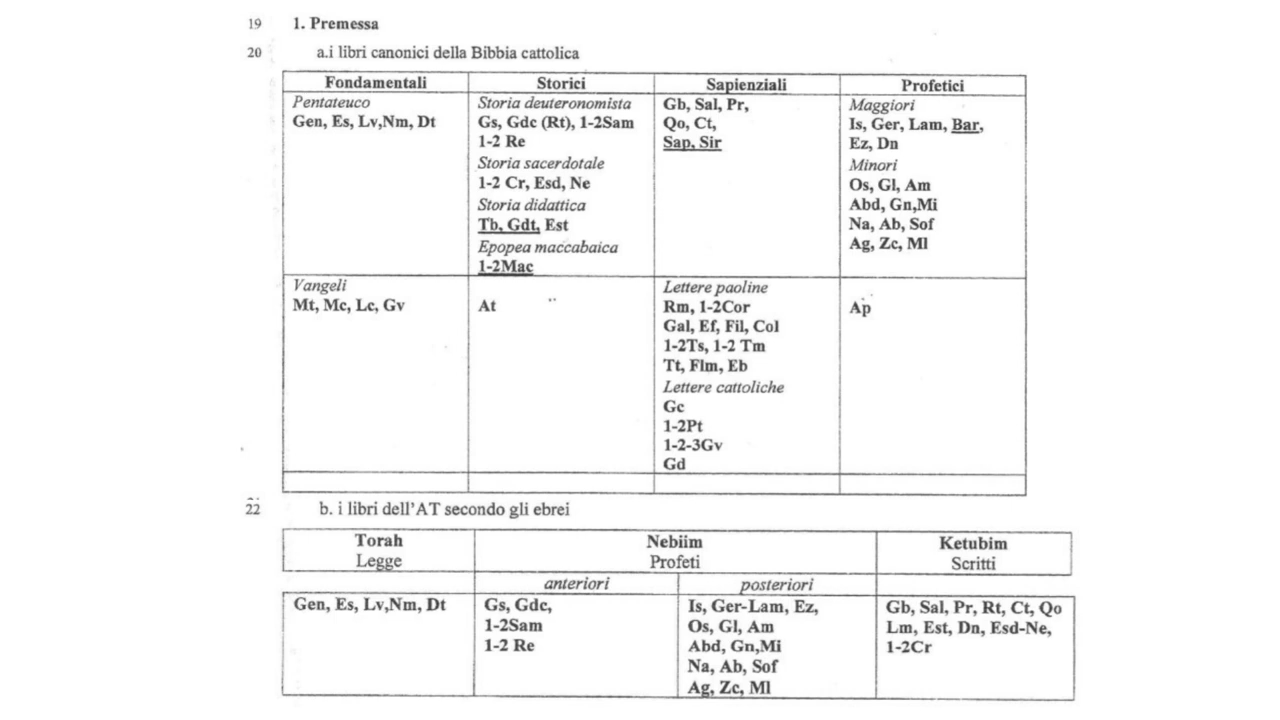 19 1. Premessa
20 a.i libri canonici della Bibbia cattolica
Fondamentali Storici Sapienziali Profetici
Pentateuco
Gen, Es, Lv,Nm, Dt
Storia deuteronomista
Gs, Gdc (Rt), 1-2Sam
1-2 Re
Storia sacerdotale
1-2 Cr, Esd, Ne
Storia didattica
Tb, Gdt, Est
Epopea maccabaica
1-2Mac
Gb, Sal, Pr,
Qo, Ct,
Sap, Sir
Maggiori
Is, Ger, Lam, Bar,
Ez, Dn
Minori
Os, Gl, Am
Abd, Gn,Mi
Na, Ab, Sof
Ag, Zc, Ml
Vangeli
Mt, Mc, Lc, Gv
At
Lettere paoline
Rm, 1-2Cor
Gal, Ef, Fil, Col
1-2Ts, 1-2 Tm
Tt, Flm, Eb
Lettere cattoliche
Gc
1-2Pt
1-2-3Gv
Gd
Ap
22 b. i libri dell'AT secondo gli ebrei
Torah
Legge
Nebiim
Profeti
Ketubim
Scritti
anteriori posteriori
Gen, Es, Lv,Nm, Dt
Gs, Gdc,
1-2Sam
1-2 Re
Is, Ger-Lam, Ez,
Os, Gl, Am
Abd, Gn,Mi
Na, Ab, Sof
Ag, Zc, Ml
Gb, Sal, Pr, Rt, Ct, Qo
Lm, Est, Dn, Esd-Ne,
1-2Cr